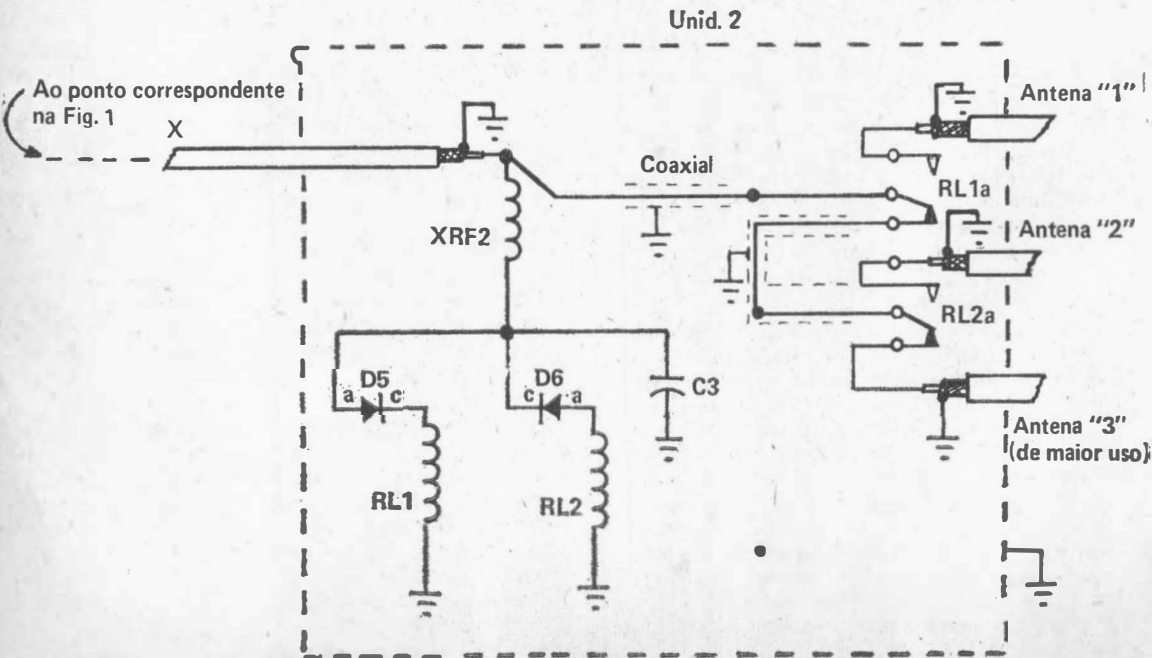 Unid. 2
Ao ponto correspondente
na Fig. 1
X
Antena "1"
Coaxial
RL1a
Antena "2"
XRF2
RL2a
D5
a c
D6
c a
C3
Antena "3"
(de maior uso)
RL1
RL2